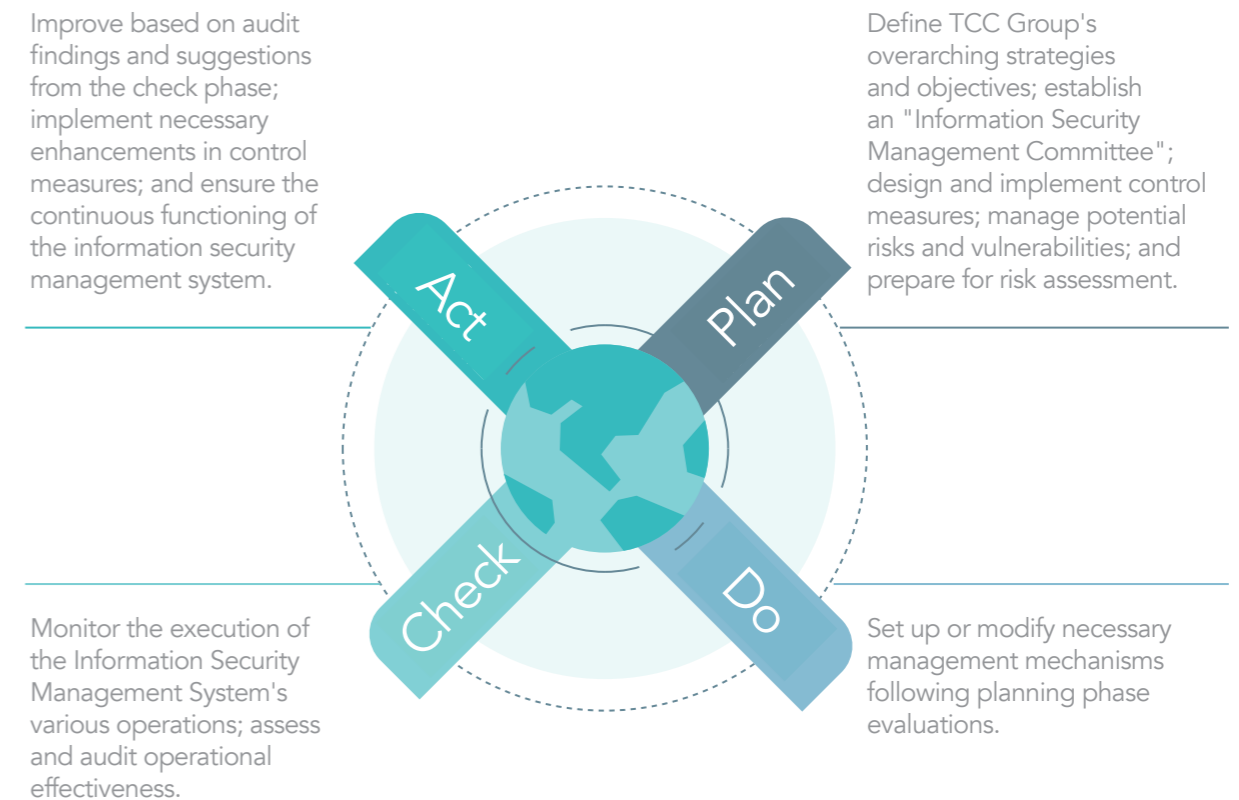 Improve based on audit
findings and suggestions
from the check phase;
implement necessary
enhancements in control
measures; and ensure the
continuous functioning of
the information security
management system.
Define TCC Group's
overarching strategies
and objectives; establish
an "Information Security
Management Committee";
design and implement control
measures; manage potential
risks and vulnerabilities; and
prepare for risk assessment.
Act
Plan
Check
Do
Monitor the execution of
the Information Security
Management System's
various operations; assess
and audit operational
effectiveness.
Set up or modify necessary
management mechanisms
following planning phase
evaluations.